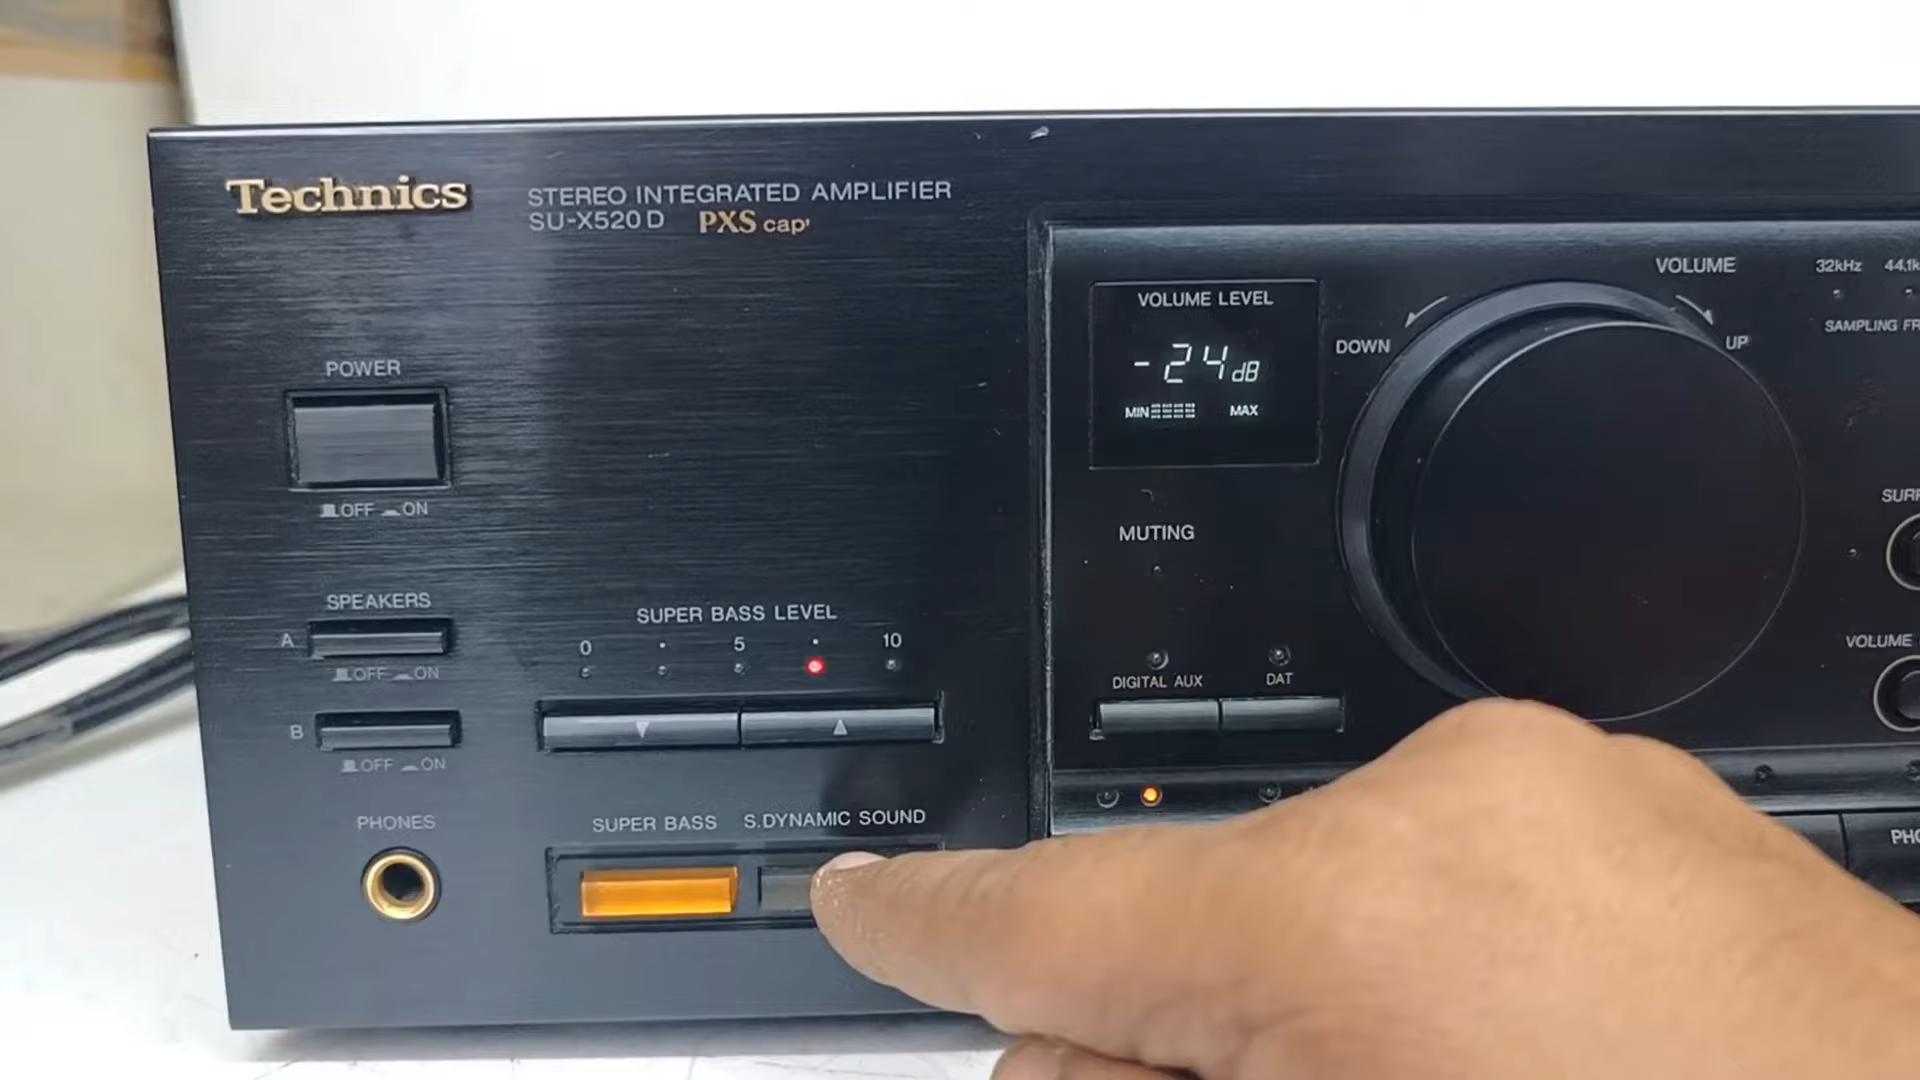 Technics
STEREO INTEGRATED AMPLIFIER
SU-X520D PXS cap'
VOLUME
32kHz
VOLUME LEVEL
DOWN
UP
-24dB
MIN MAX
POWER
OFF ON
MUTING
SPEAKERS
A
OFF ON
SUPER BASS LEVEL
0 · 5 · 10
DIGITAL AUX
DAT
VOLUME
B
OFF ON
PHONES
SUPER BASS
S.DYNAMIC SOUND